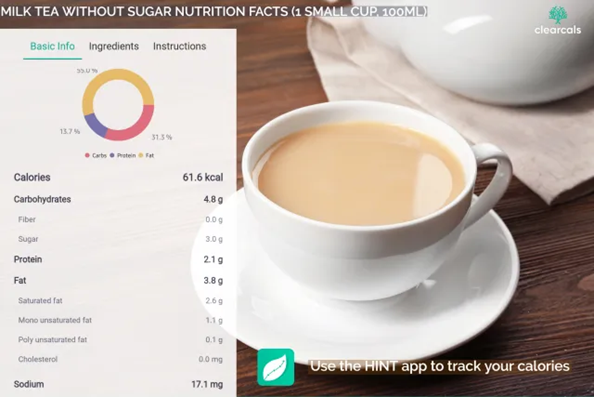 MILK TEA WITHOUT SUGAR NUTRITION FACTS (1 SMALL CUP, 100ML)
clearcals
Basic Info Ingredients Instructions
55.0 %
13.7 %
31.3 %
Carbs Protein Fat
Calories 61.6 kcal
Carbohydrates 4.8 g
Fiber 0.0 g
Sugar 3.0 g
Protein 2.1 g
Fat 3.8 g
Saturated fat 2.6 g
Mono unsaturated fat 1.1 g
Poly unsaturated fat 0.1 g
Cholesterol 0.0 mg
Sodium 17.1 mg
Use the HINT app to track your calories